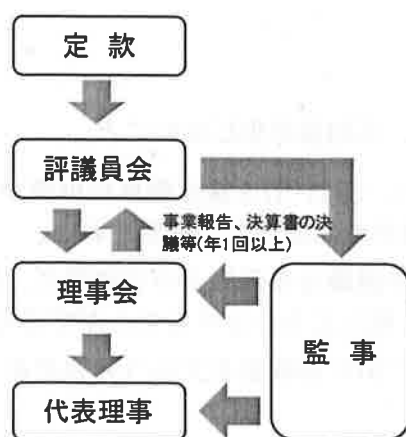 定 款
評議員会
事業報告、決算書の決
議等(年1回以上)
理事会
監 事
代表理事